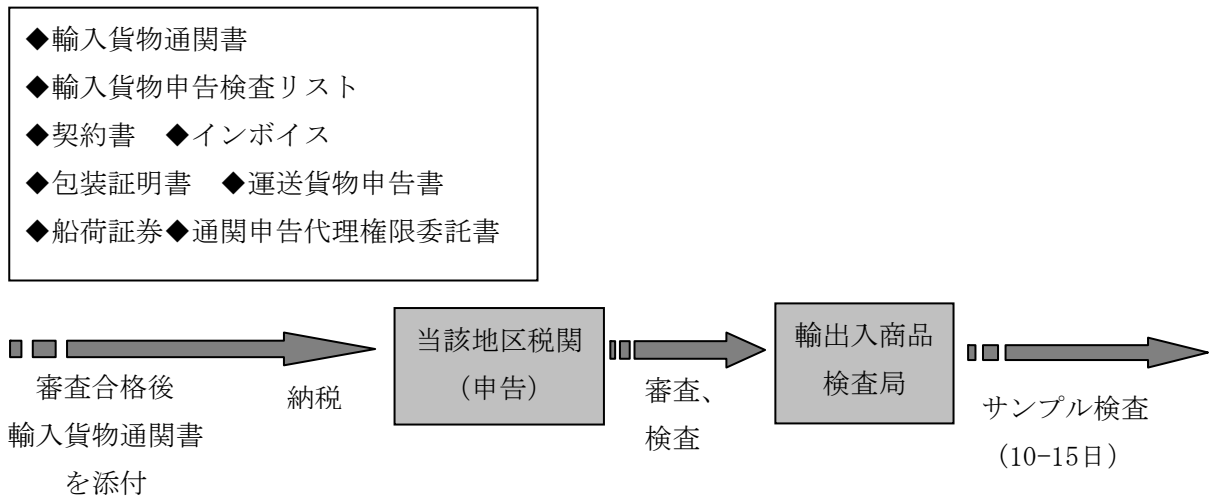 ◆輸入貨物通関書
◆輸入貨物申告検査リスト
◆契約書　◆インボイス
◆包装証明書　◆運送貨物申告書
◆船荷証券◆通関申告代理権限委託書
審査合格後
輸入貨物通関書
を添付
納税
当該地区税関
（申告）
審査、
検査
輸出入商品
検査局
サンプル検査
（10-15日）